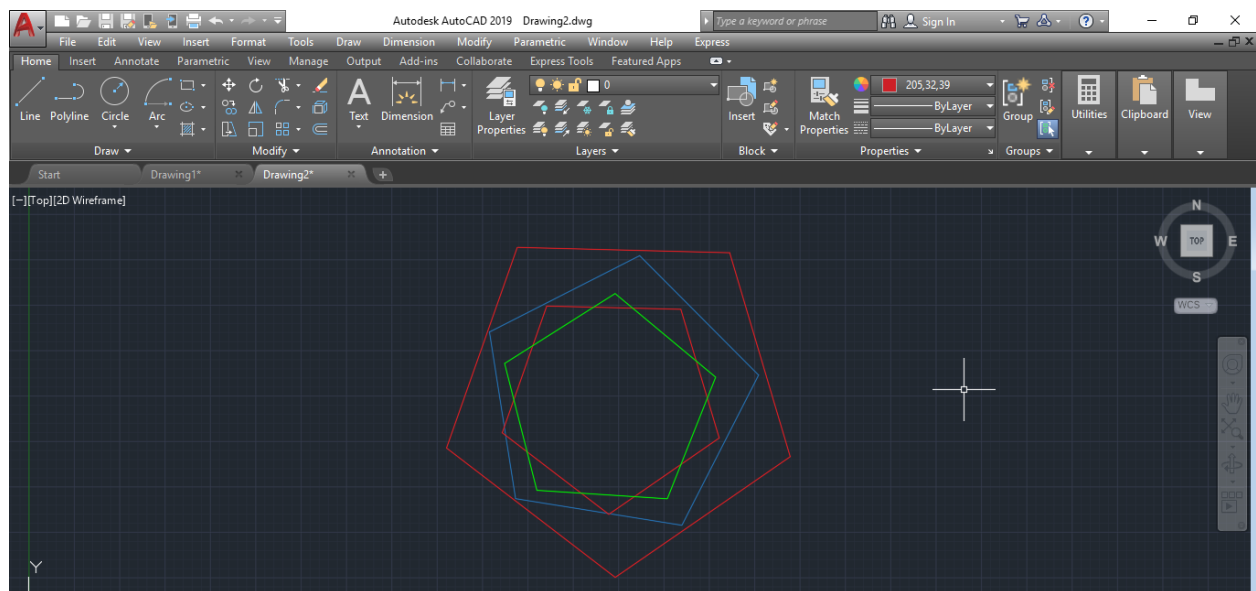 Autodesk AutoCAD 2019 Drawing2.dwg Type a keyword or phrase Sign In
File Edit View Insert Format Tools Draw Dimension Modify Parametric Window Help Express
Home Insert Annotate Parametric View Manage Output Add-ins Collaborate Express Tools Featured Apps
Line Polyline Circle Arc
Draw
Modify
Text Dimension
Annotation
Layer
Properties
0
Layers
Insert
Block
Match
Properties
205,32,39
ByLayer
ByLayer
Properties
Group
Groups
Utilities
Clipboard
View
Start Drawing1* Drawing2*
[−][Top][2D Wireframe]
N
W TOP E
S
WCS
Y